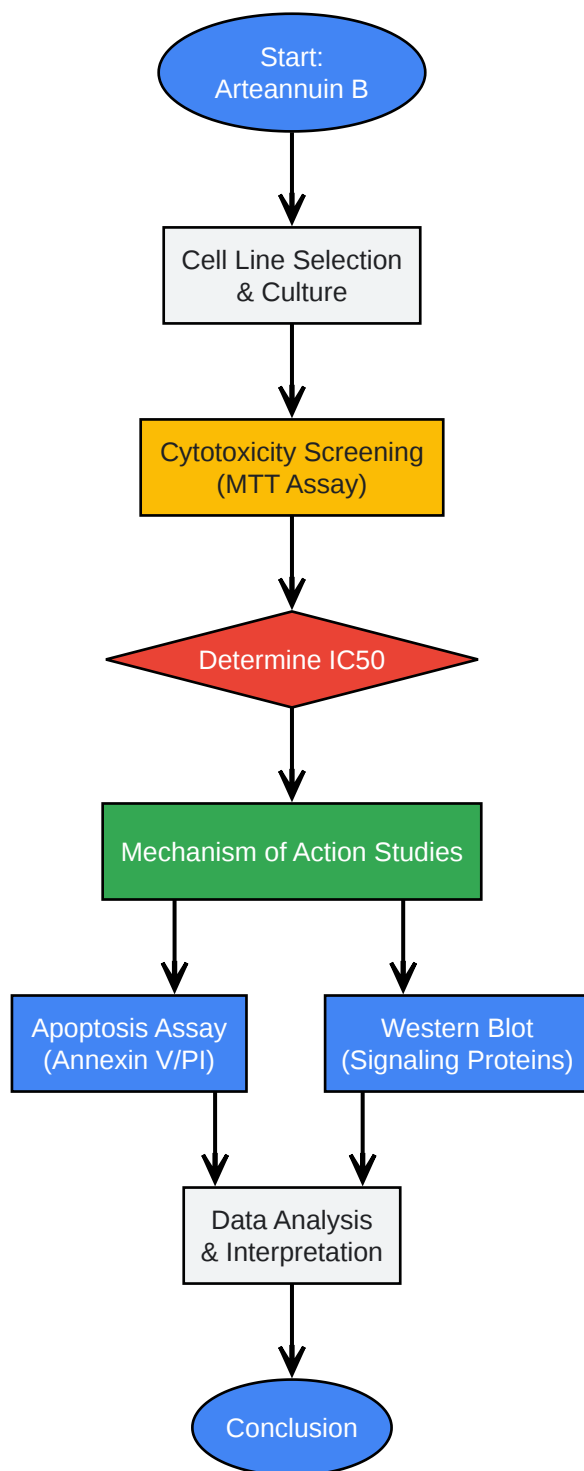 Start:
Arteannuin B
Cell Line Selection
& Culture
Cytotoxicity Screening
(MTT Assay)
Determine IC50
Mechanism of Action Studies
Apoptosis Assay
(Annexin V/PI)
Western Blot
(Signaling Proteins)
Data Analysis
& Interpretation
Conclusion